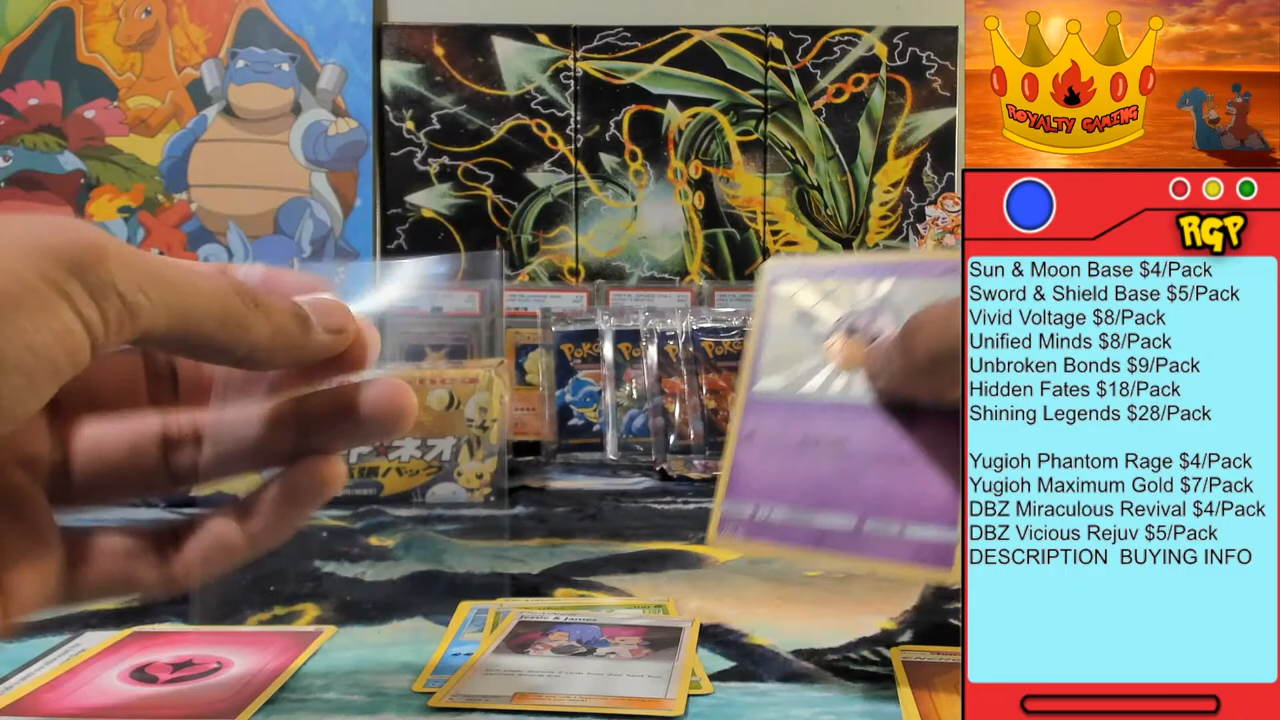 ROYALTY GAMING
RGP
Sun & Moon Base $4/Pack
Sword & Shield Base $5/Pack
Vivid Voltage $8/Pack
Unified Minds $8/Pack
Unbroken Bonds $9/Pack
Hidden Fates $18/Pack
Shining Legends $28/Pack
Yugioh Phantom Rage $4/Pack
Yugioh Maximum Gold $7/Pack
DBZ Miraculous Revival $4/Pack
DBZ Vicious Rejuv $5/Pack
DESCRIPTION BUYING INFO
ネオ
Jessie & James